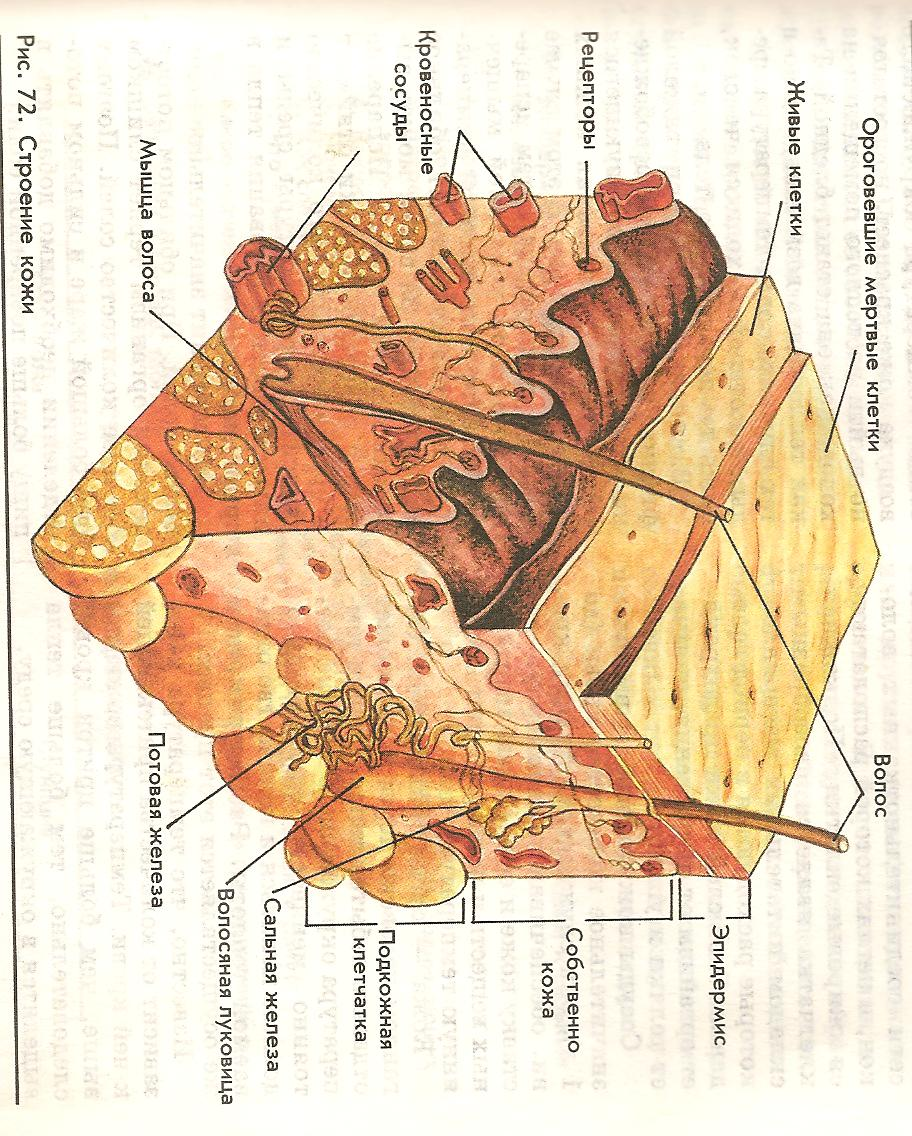 Ороговевшие мертвые клетки
Живые клетки
Рецепторы
Кровеносные
сосуды
Мышца волоса
Волос
Эпидермис
Собственно
кожа
Подкожная
клетчатка
Сальная железа
Волосяная луковица
Потовая железа
Рис. 72. Строение кожи